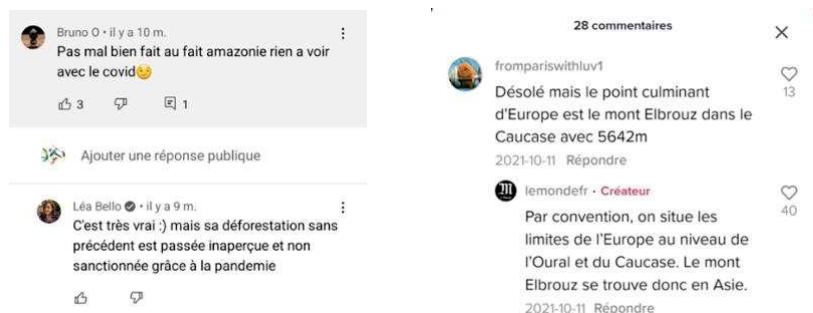 Bruno O • il y a 10 m.
Pas mal bien fait au fait amazonie rien a voir
avec le covid😉
3
1
Ajouter une réponse publique
Léa Bello • il y a 9 m.
C'est très vrai :) mais sa déforestation sans
précédent est passée inaperçue et non
sanctionnée grâce à la pandemie
28 commentaires
frompariswithluv1
Désolé mais le point culminant
d'Europe est le mont Elbrouz dans le
Caucase avec 5642m
13
2021-10-11 Répondre
lemondefr · Créateur
Par convention, on situe les
limites de l'Europe au niveau de
l'Oural et du Caucase. Le mont
Elbrouz se trouve donc en Asie.
40
2021-10-11 Répondre